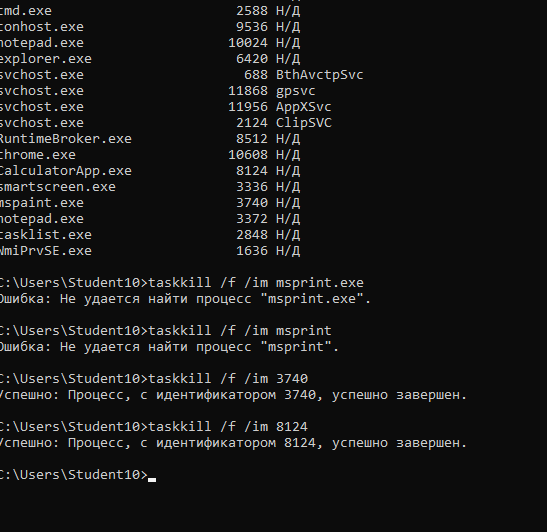 cmd.exe 2588 Н/Д
conhost.exe 9536 Н/Д
notepad.exe 10024 Н/Д
explorer.exe 6420 Н/Д
svchost.exe 688 BthAvctpSvc
svchost.exe 11868 gpsvc
svchost.exe 11956 AppXSvc
svchost.exe 2124 ClipSVC
RuntimeBroker.exe 8512 Н/Д
chrome.exe 10608 Н/Д
CalculatorApp.exe 8124 Н/Д
smartscreen.exe 3336 Н/Д
mspaint.exe 3740 Н/Д
notepad.exe 3372 Н/Д
tasklist.exe 2848 Н/Д
WmiPrvSE.exe 1636 Н/Д
C:\Users\Student10>taskkill /f /im msprint.exe
Ошибка: Не удается найти процесс "msprint.exe".
C:\Users\Student10>taskkill /f /im msprint
Ошибка: Не удается найти процесс "msprint".
C:\Users\Student10>taskkill /f /im 3740
Успешно: Процесс, с идентификатором 3740, успешно завершен.
C:\Users\Student10>taskkill /f /im 8124
Успешно: Процесс, с идентификатором 8124, успешно завершен.
C:\Users\Student10>